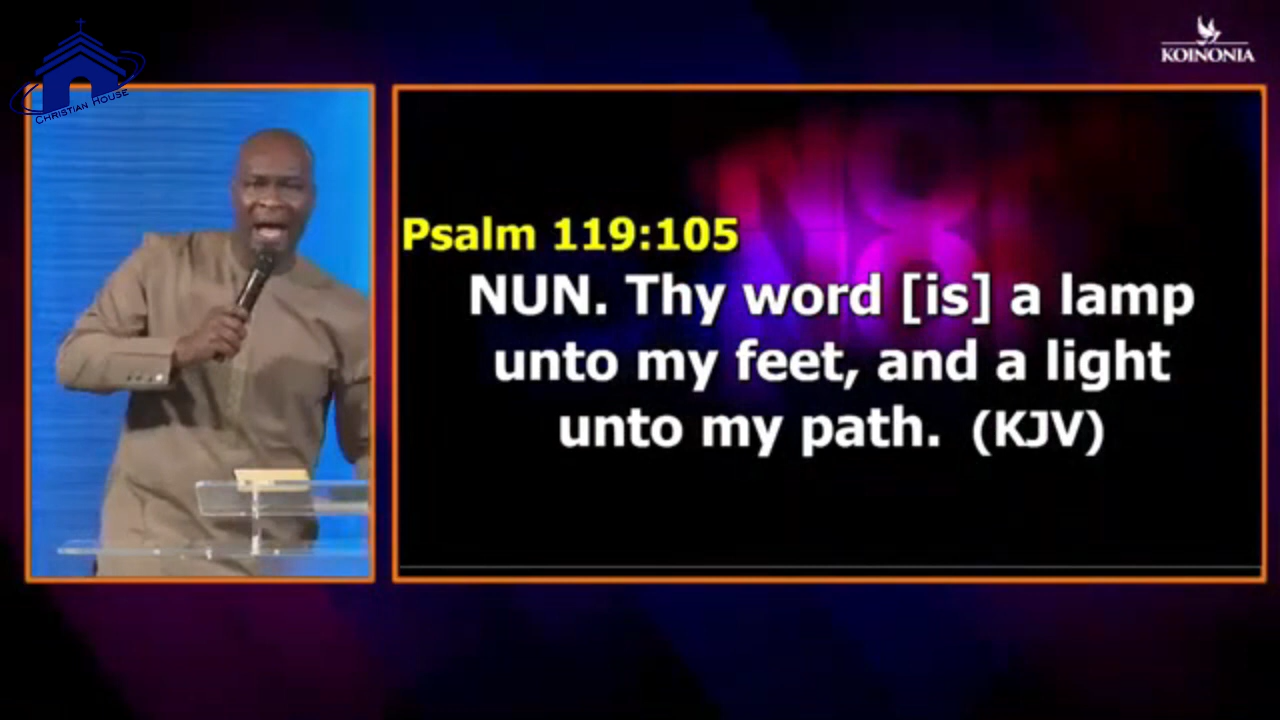 CHRISTIAN HOUSE
KOINONIA
Psalm 119:105
NUN. Thy word [is] a lamp
unto my feet, and a light
unto my path. (KJV)